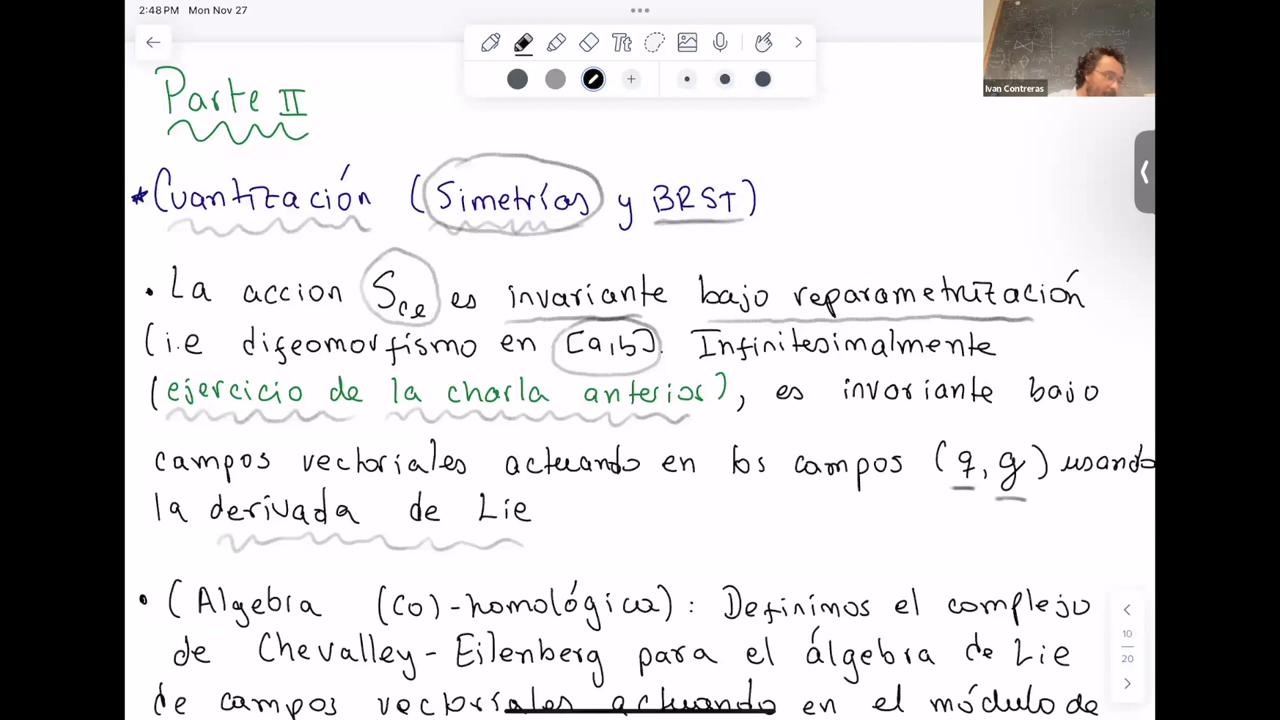 2:48 PM Mon Nov 27
Tt
Ivan Contreras
Parte II
* Cuantización (Simetrías y BRST)
• La accion Sce es invariante bajo reparametrización
(i.e difeomorfismo en [a,b]. Infinitesimalmente
(ejercicio de la charla anterior), es invariante bajo
campos vectoriales actuando en los campos (q, g) usando
la derivada de Lie
• (Algebra (co)-homológica): Definimos el complejo
de Chevalley-Eilenberg para el álgebra de Lie
de campos vectoriales actuando en el módulo de
10
20